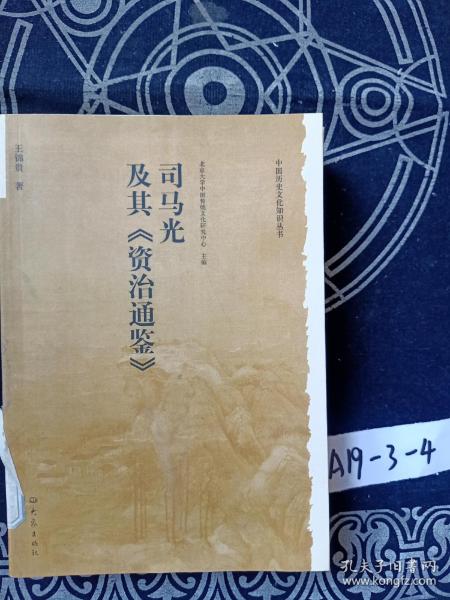 中国历史文化知识丛书
北京大学中国传统文化研究中心 主编
司马光
及其《资治通鉴》
王锦贵 著
大象出版社
A19-3-4
孔夫子旧书网
www.kongfz.com